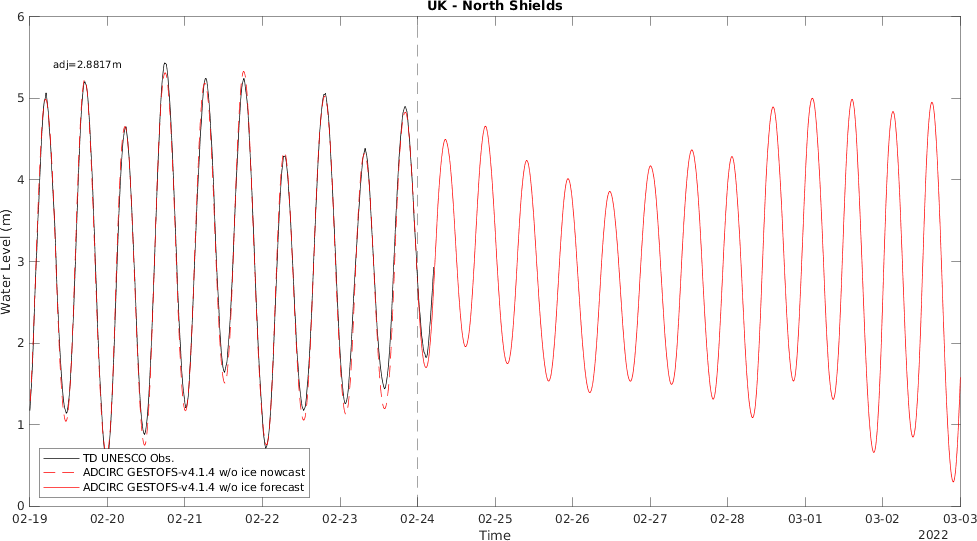 UK - North Shields
adj=2.8817m
Water Level (m)
6
5
4
3
2
1
0
TD UNESCO Obs.
ADCIRC GESTOFS-v4.1.4 w/o ice nowcast
ADCIRC GESTOFS-v4.1.4 w/o ice forecast
02-19 02-20 02-21 02-22 02-23 02-24 02-25 02-26 02-27 02-28 03-01 03-02 03-03
Time
2022